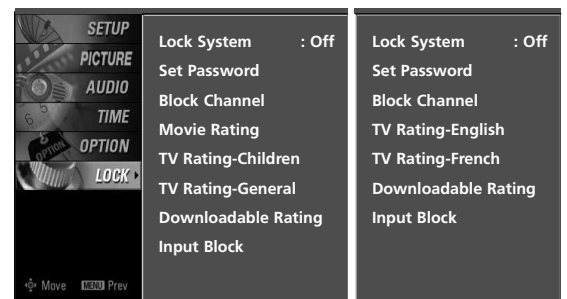 SETUP
PICTURE
AUDIO
TIME
OPTION
LOCK
Move MENU Prev
Lock System : Off
Set Password
Block Channel
Movie Rating
TV Rating-Children
TV Rating-General
Downloadable Rating
Input Block
Lock System : Off
Set Password
Block Channel
TV Rating-English
TV Rating-French
Downloadable Rating
Input Block